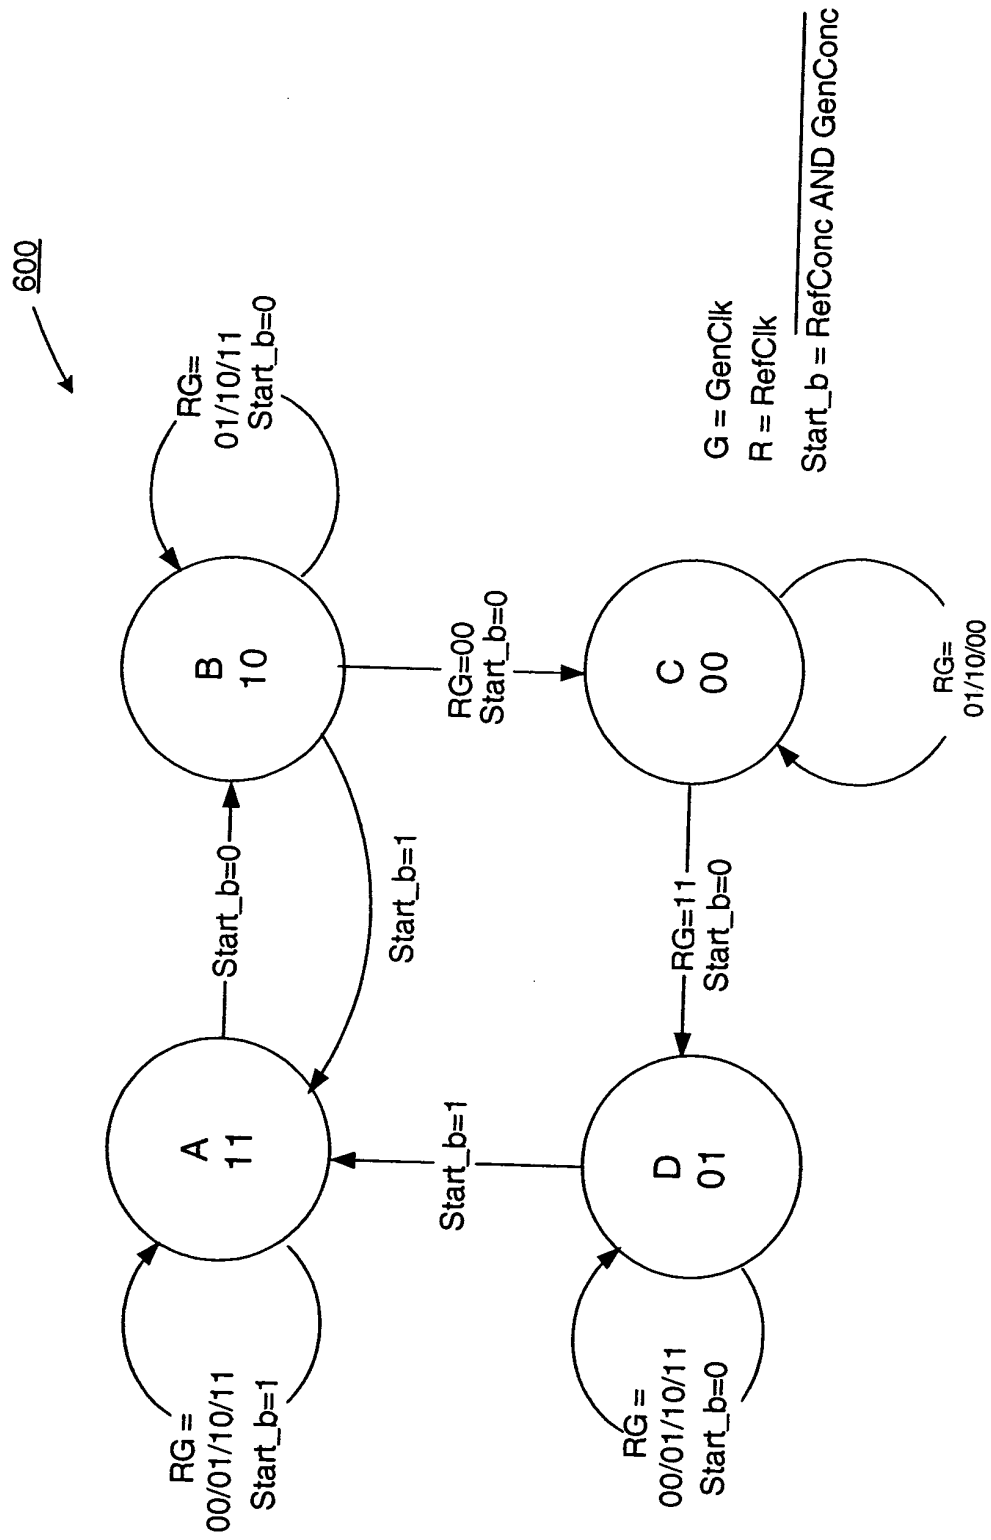 600
RG=
01/10/11
Start_b=0
B
10
Start_b=0
Start_b=1
A
11
RG =
00/01/10/11
Start_b=1
RG=00
Start_b=0
Start_b=1
C
00
RG=
01/10/00
RG=11
Start_b=0
D
01
RG =
00/01/10/11
Start_b=0
G = GenClk
R = RefClk
Start_b = RefConc AND GenConc